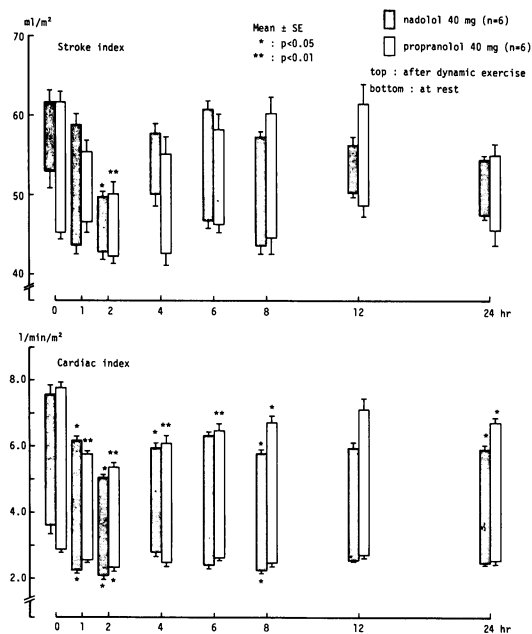 ml/m²
Stroke index
Mean ± SE
* : p<0.05
** : p<0.01
nadolol 40 mg (n=6)
propranolol 40 mg (n=6)
top : after dynamic exercise
bottom : at rest
70
60
50
40
* **
0 1 2 4 6 8 12 24 hr
1/min/m²
Cardiac index
8.0
6.0
4.0
2.0
* ** * ** * ** ** * * * *
* * * *
0 1 2 4 6 8 12 24 hr